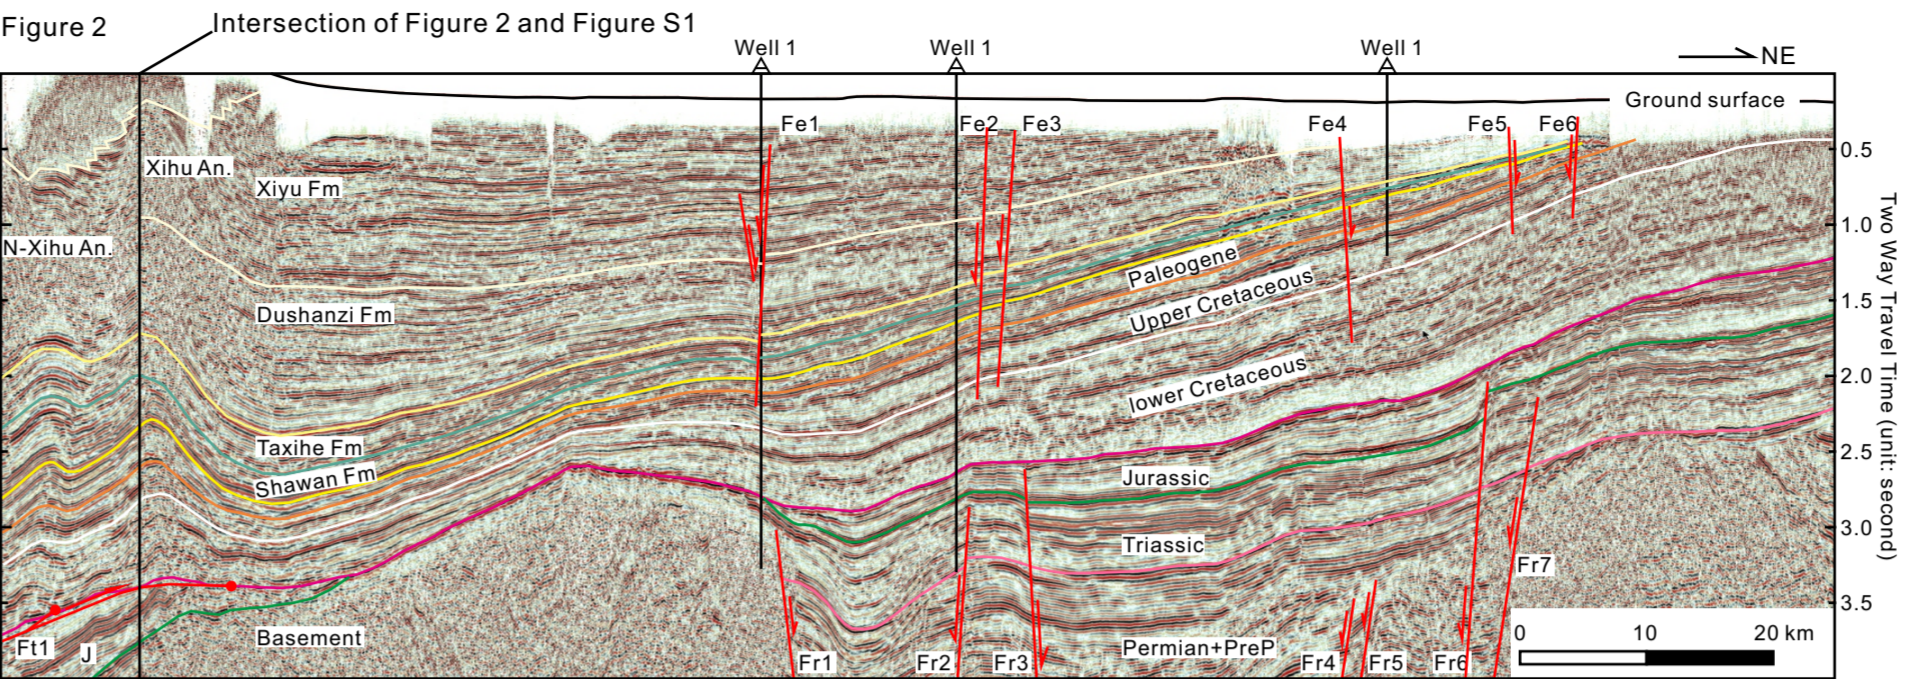 Figure 2
Intersection of Figure 2 and Figure S1
Well 1
Well 1
Well 1
NE
Ground surface
Fe1
Fe2
Fe3
Fe4
Fe5
Fe6
0.5
1.0
1.5
2.0
2.5
3.0
3.5
Two Way Travel Time (unit: second)
Xihu An.
Xiyu Fm
N-Xihu An.
Dushanzi Fm
Paleogene
Upper Cretaceous
lower Cretaceous
Taxihe Fm
Shawan Fm
Jurassic
Triassic
Basement
Permian+PreP
Ft1
J
Fr1
Fr2
Fr3
Fr4
Fr5
Fr6
Fr7
0
10
20 km